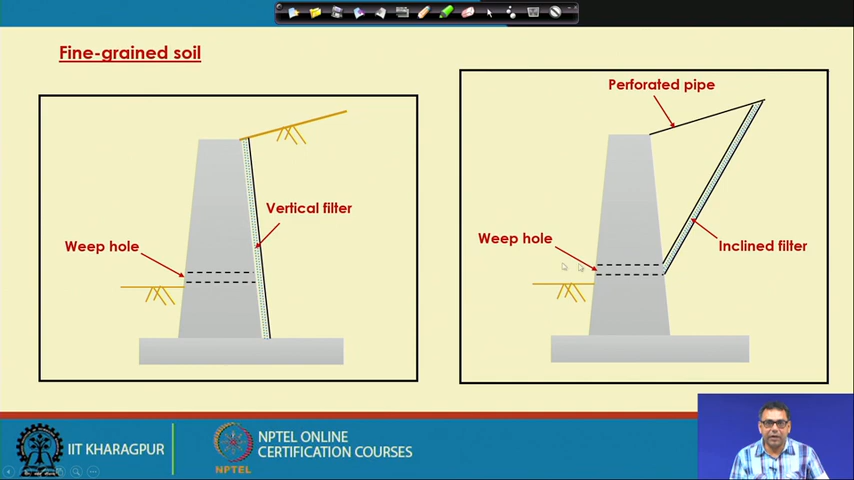 Fine-grained soil
Vertical filter
Weep hole
Perforated pipe
Weep hole
Inclined filter
IIT KHARAGPUR
NPTEL
NPTEL ONLINE
CERTIFICATION COURSES